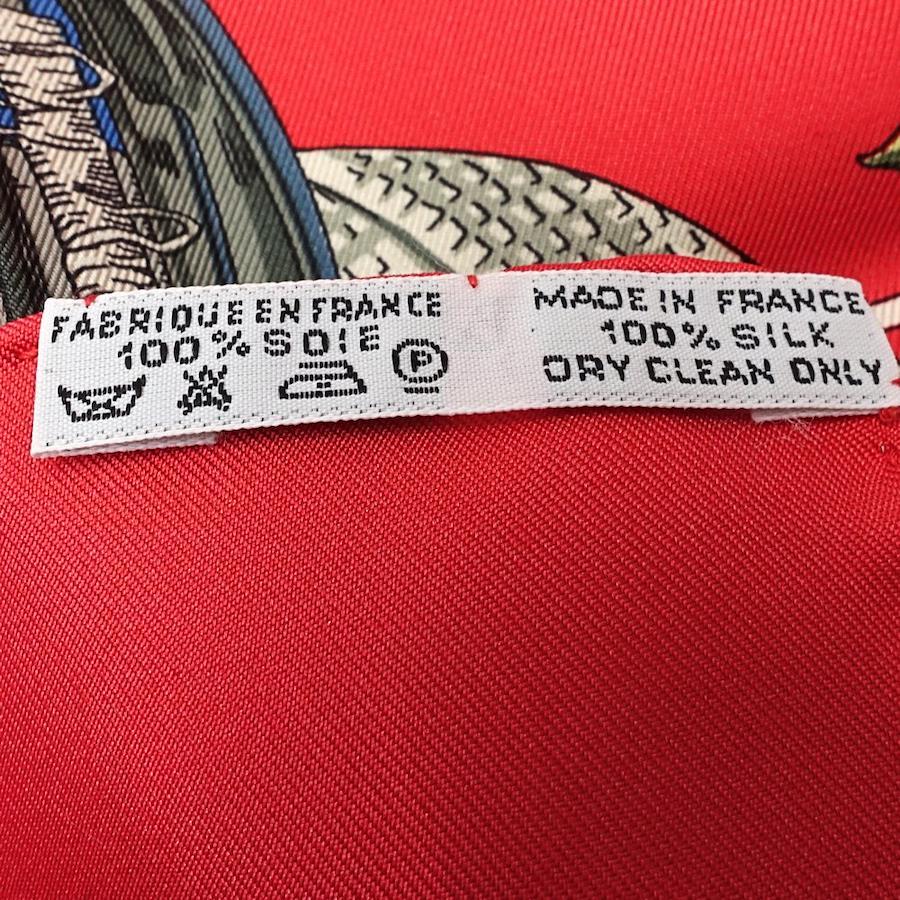 FABRIQUE EN FRANCE
100% SOIE
P
MADE IN FRANCE
100% SILK
DRY CLEAN ONLY